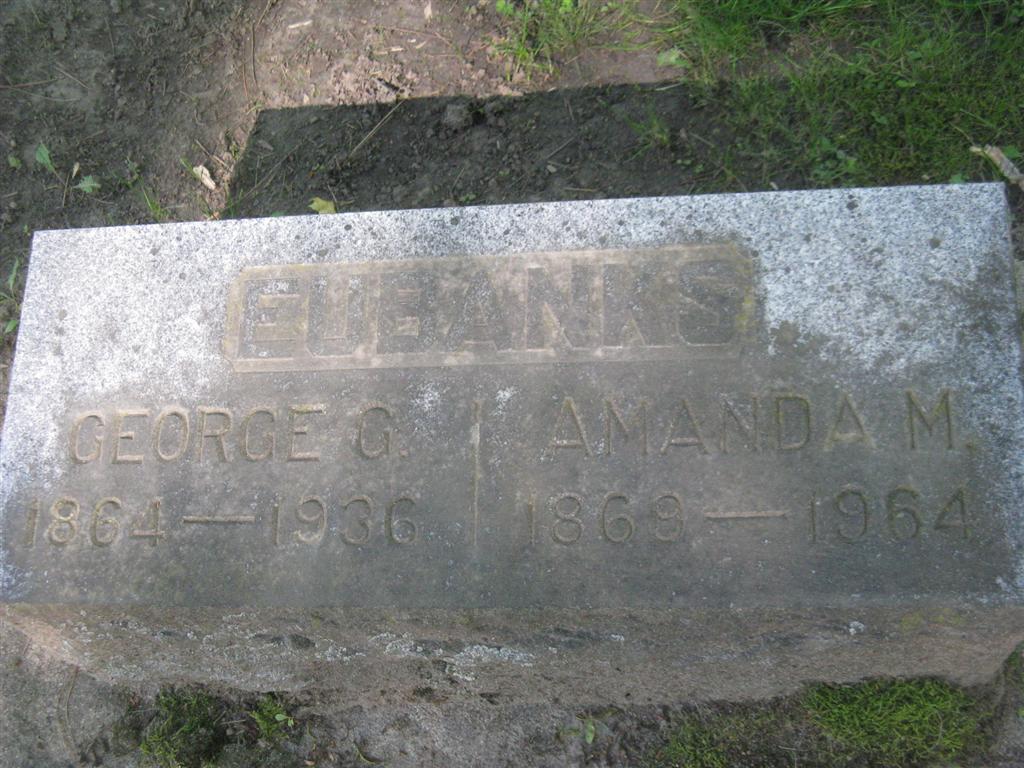 EUBANKS
GEORGE G. AMANDA M.
1864 — 1936 1869 — 1964